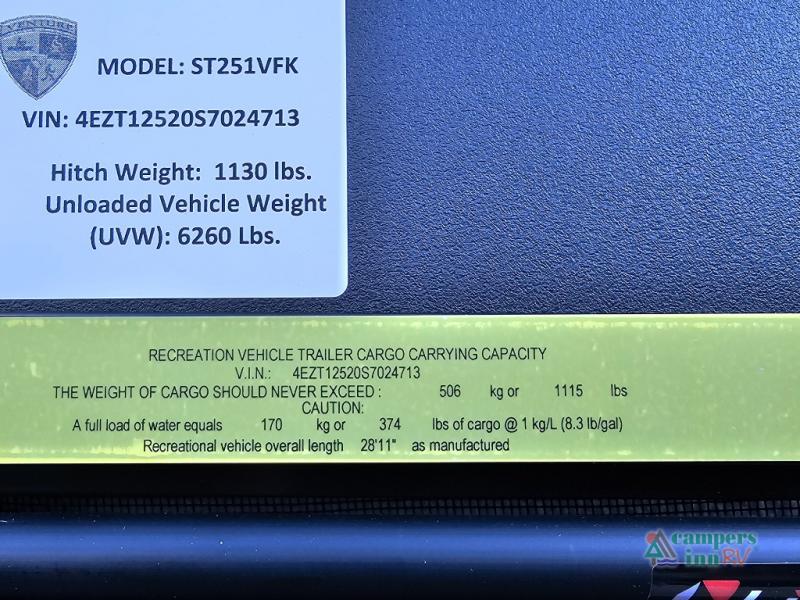 VENTURE
MODEL: ST251VFK
VIN: 4EZT12520S7024713
Hitch Weight: 1130 lbs.
Unloaded Vehicle Weight
(UVW): 6260 Lbs.
RECREATION VEHICLE TRAILER CARGO CARRYING CAPACITY
V.I.N.: 4EZT12520S7024713
THE WEIGHT OF CARGO SHOULD NEVER EXCEED : 506 kg or 1115 lbs
CAUTION:
A full load of water equals 170 kg or 374 lbs of cargo @ 1 kg/L (8.3 lb/gal)
Recreational vehicle overall length 28'11" as manufactured
campers
inn RV